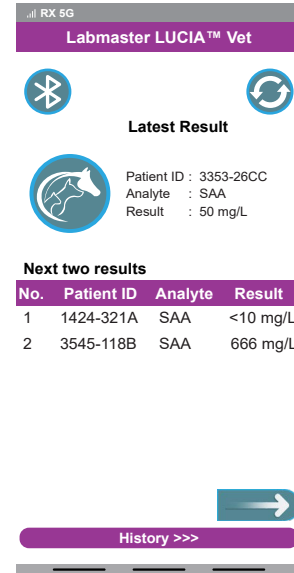 RX 5G
Labmaster LUCIA™ Vet
Latest Result
Patient ID : 3353-26CC
Analyte : SAA
Result : 50 mg/L
Next two results
No. Patient ID Analyte Result
1 1424-321A SAA <10 mg/L
2 3545-118B SAA 666 mg/L
History >>>